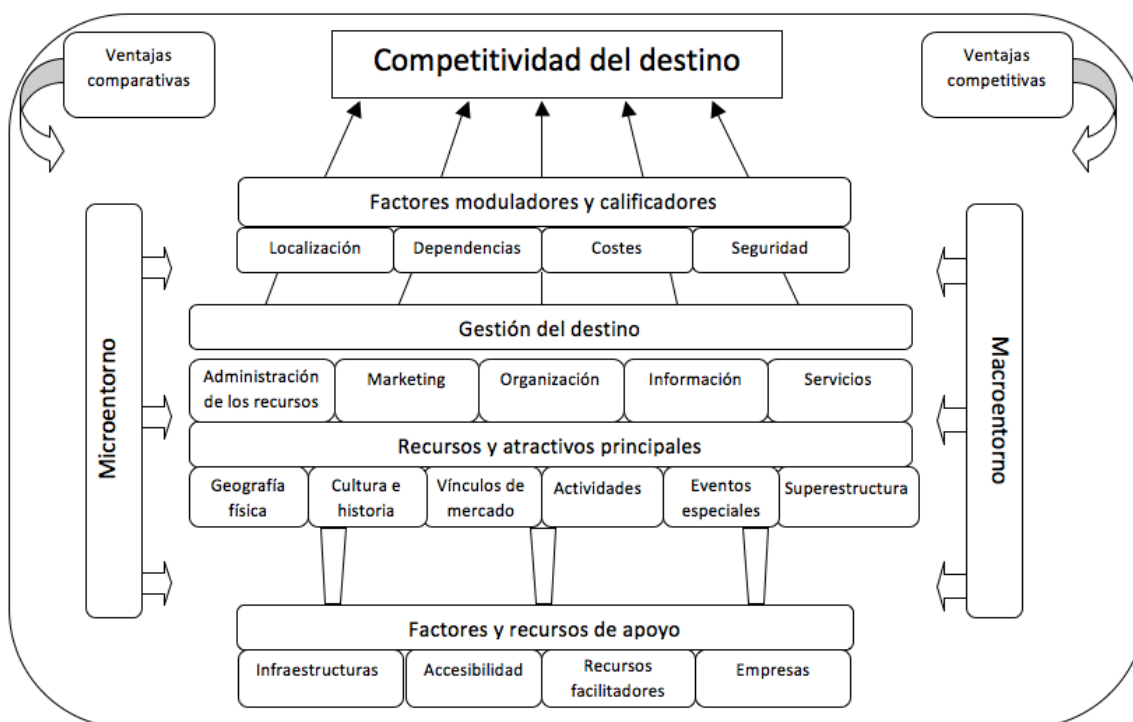 Ventajas
comparativas
Competitividad del destino
Ventajas
competitivas
Factores moduladores y calificadores
Localización
Dependencias
Costes
Seguridad
Gestión del destino
Administración
de los recursos
Marketing
Organización
Información
Servicios
Recursos y atractivos principales
Geografía
física
Cultura e
historia
Vínculos de
mercado
Actividades
Eventos
especiales
Superestructura
Factores y recursos de apoyo
Infraestructuras
Accesibilidad
Recursos
facilitadores
Empresas
Microentorno
Macroentorno